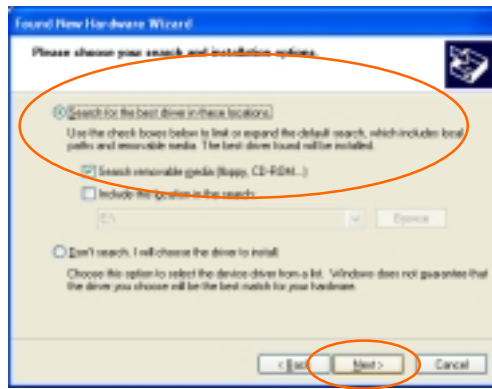 Found New Hardware Wizard
Please choose your search and installation options.
Search for the best driver in these locations.
Use the check boxes below to limit or expand the default search, which includes local
paths and removable media. The best driver found will be installed.
Search removable media (floppy, CD-ROM...)
Include this location in the search:
E:\
Browse
Don't search. I will choose the driver to install.
Choose this option to select the device driver from a list. Windows does not guarantee that
the driver you choose will be the best match for your hardware.
< Back
Next >
Cancel